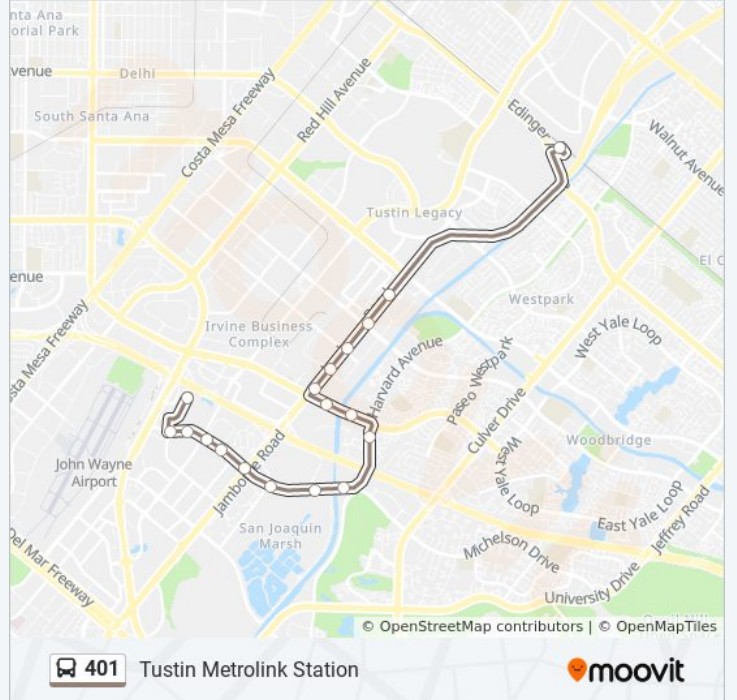 nta Ana
orial Park
venue
Delhi
South Santa Ana
Costa Mesa Freeway
Red Hill Avenue
Edinger
Walnut Avenue
Tustin Legacy
El C
enue
Westpark
Irvine Business
Complex
West Yale Loop
sta Mesa Freeway
Harvard Avenue
Paseo Westpark
Culver Drive
Woodbridge
West Yale Loop
John Wayne
Airport
Jamboree Road
East Yale Loop
Jeffrey Road
San Joaquin
Marsh
Michelson Drive
Del Mar Freeway
University Drive
© OpenStreetMap contributors | © OpenMapTiles
401 Tustin Metrolink Station
moovit